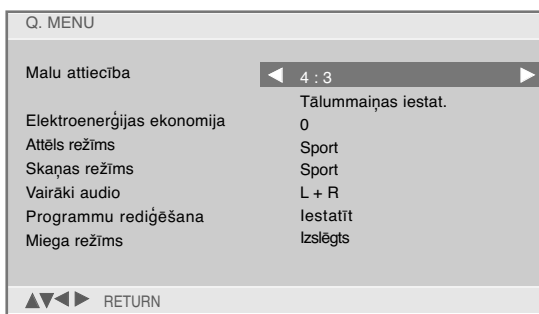 Q. MENU
Malu attiecība ◀ 4 : 3 ▶
Tālummaiņas iestat.
Elektroenerģijas ekonomija 0
Attēls režīms Sport
Skaņas režīms Sport
Vairāki audio L + R
Programmu rediģēšana Iestatīt
Miega režīms Izslēgts
▲▼◀▶ RETURN